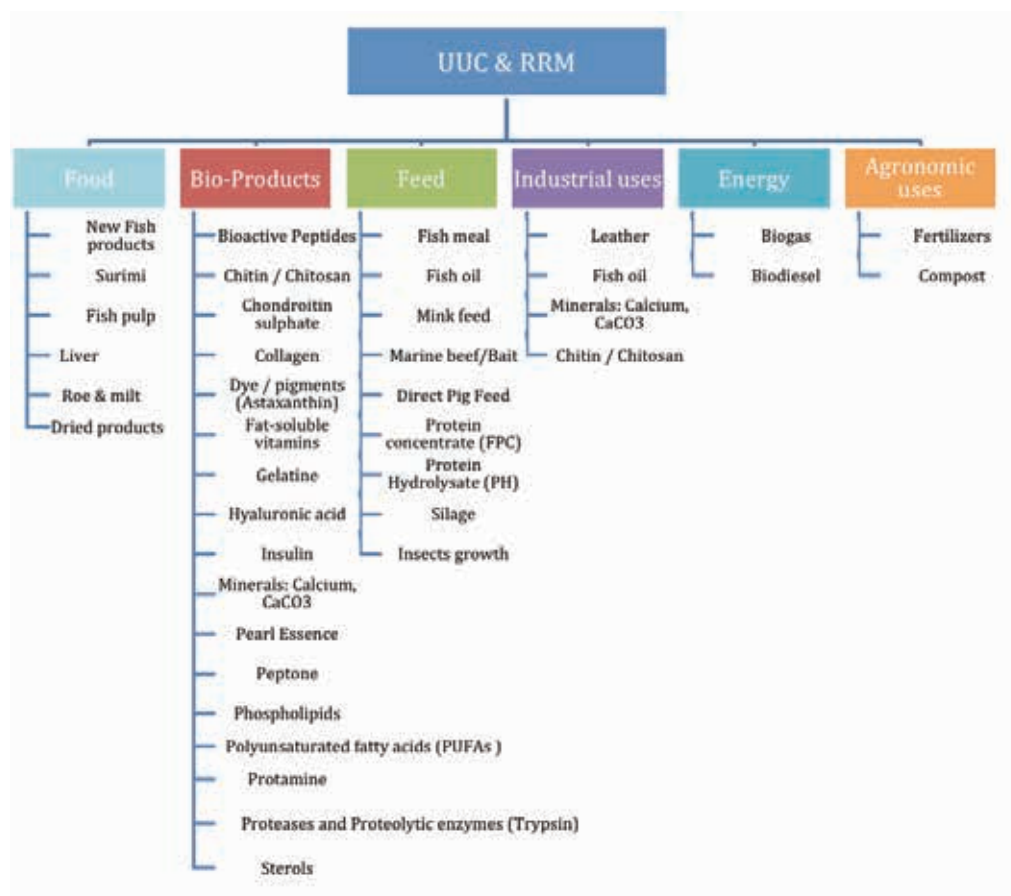 UUC & RRM
Food
New Fish
products
Surimi
Fish pulp
Liver
Roe & milt
Dried products
Bio-Products
Bioactive Peptides
Chitin / Chitosan
Chondroitin
sulphate
Collagen
Dye / pigments
(Astaxanthin)
Fat-soluble
vitamins
Gelatine
Hyaluronic acid
Insulin
Minerals: Calcium,
CaCO3
Pearl Essence
Peptone
Phospholipids
Polyunsaturated fatty acids (PUFAs )
Protamine
Proteases and Proteolytic enzymes (Trypsin)
Sterols
Feed
Fish meal
Fish oil
Mink feed
Marine beef/Bait
Direct Pig Feed
Protein
concentrate (FPC)
Protein
Hydrolysate (PH)
Silage
Insects growth
Industrial uses
Leather
Fish oil
Minerals: Calcium,
CaCO3
Chitin / Chitosan
Energy
Biogas
Biodiesel
Agronomic
uses
Fertilizers
Compost